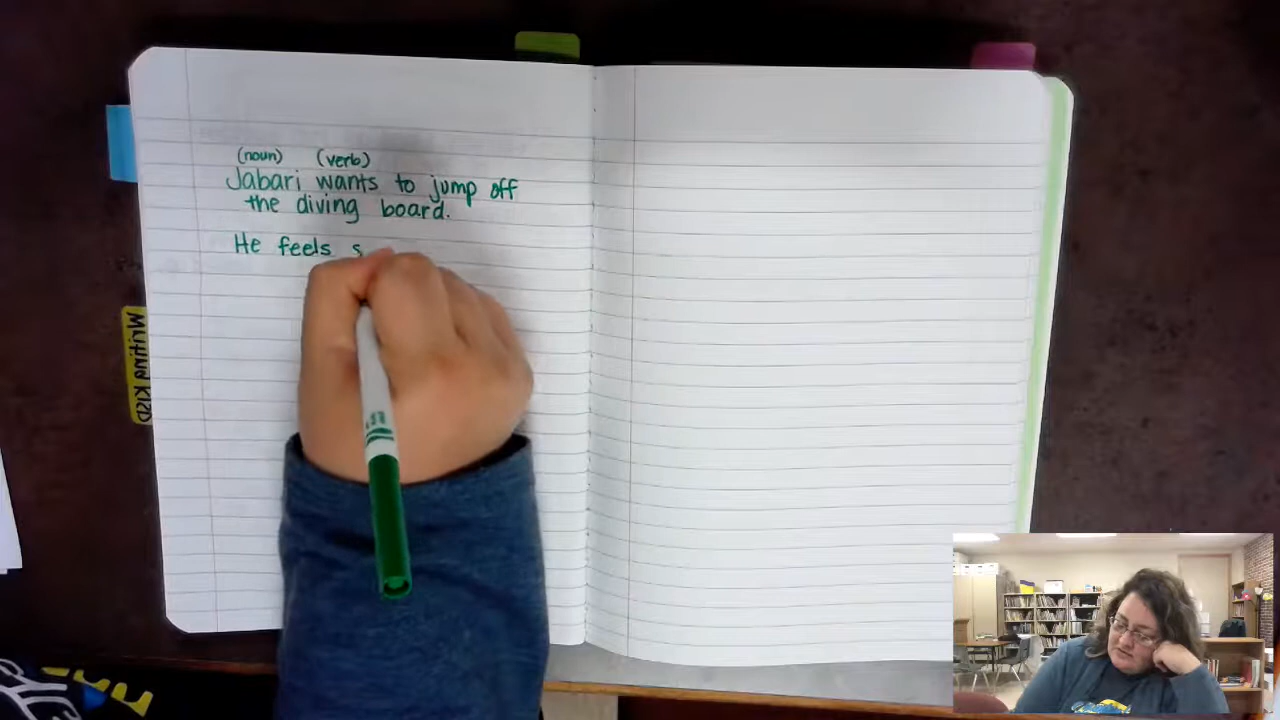 (noun) (verb)
Jabari wants to jump off
the diving board.
He feels s